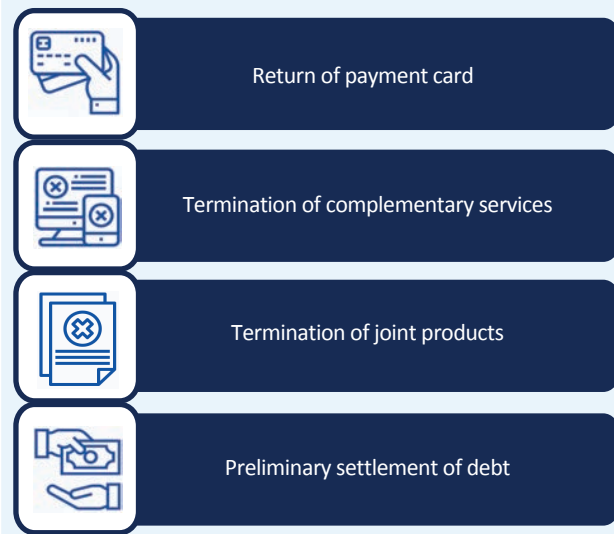 Return of payment card
Termination of complementary services
Termination of joint products
Preliminary settlement of debt